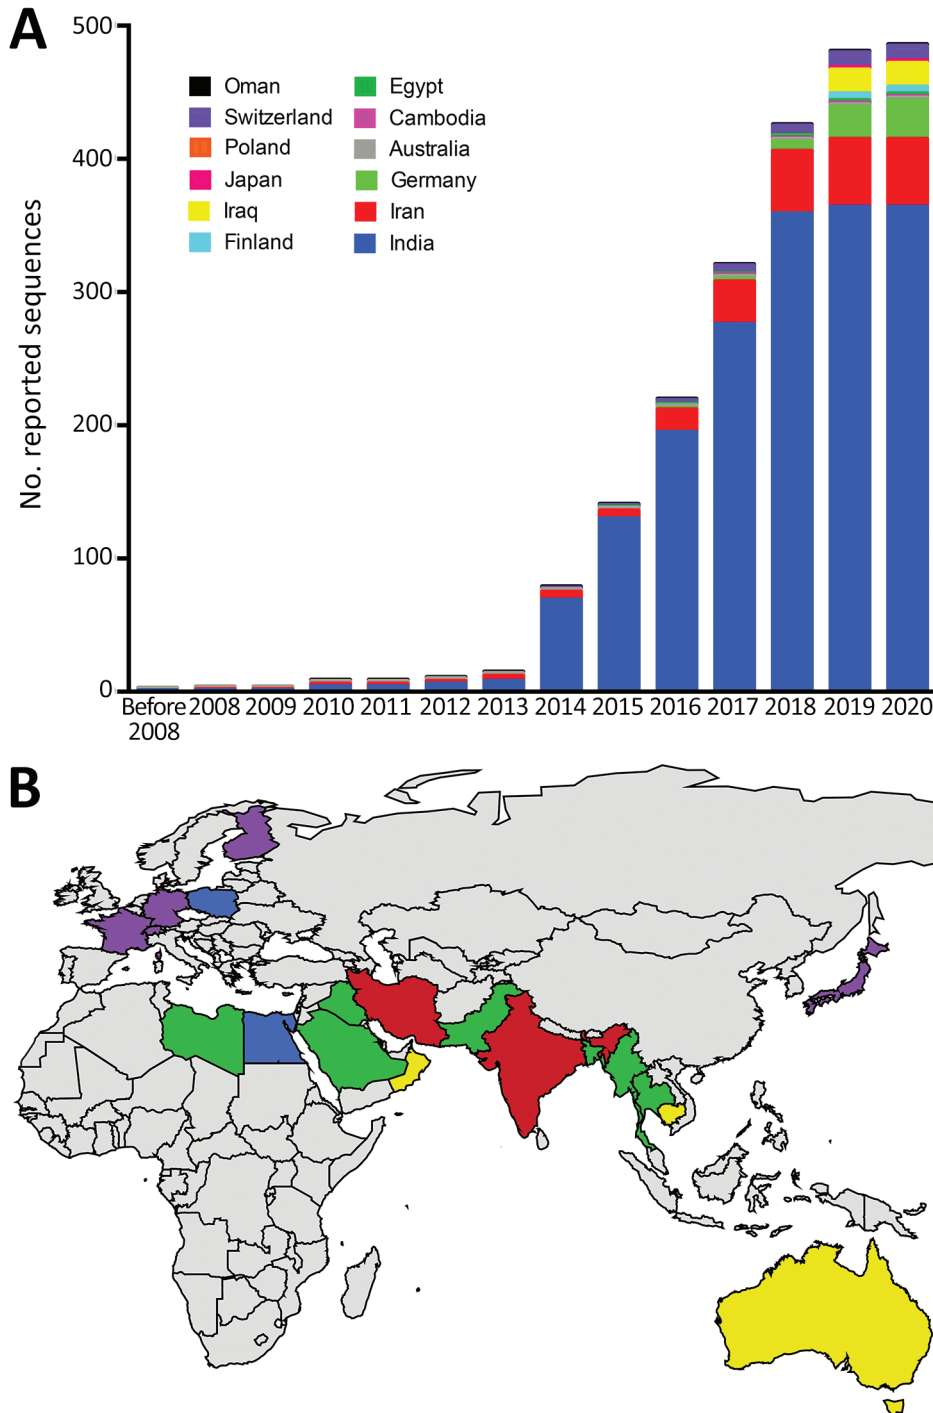 A
No. reported sequences
500
400
300
200
100
0
Oman
Switzerland
Poland
Japan
Iraq
Finland
Egypt
Cambodia
Australia
Germany
Iran
India
Before 2008 2009 2010 2011 2012 2013 2014 2015 2016 2017 2018 2019 2020
2008
B